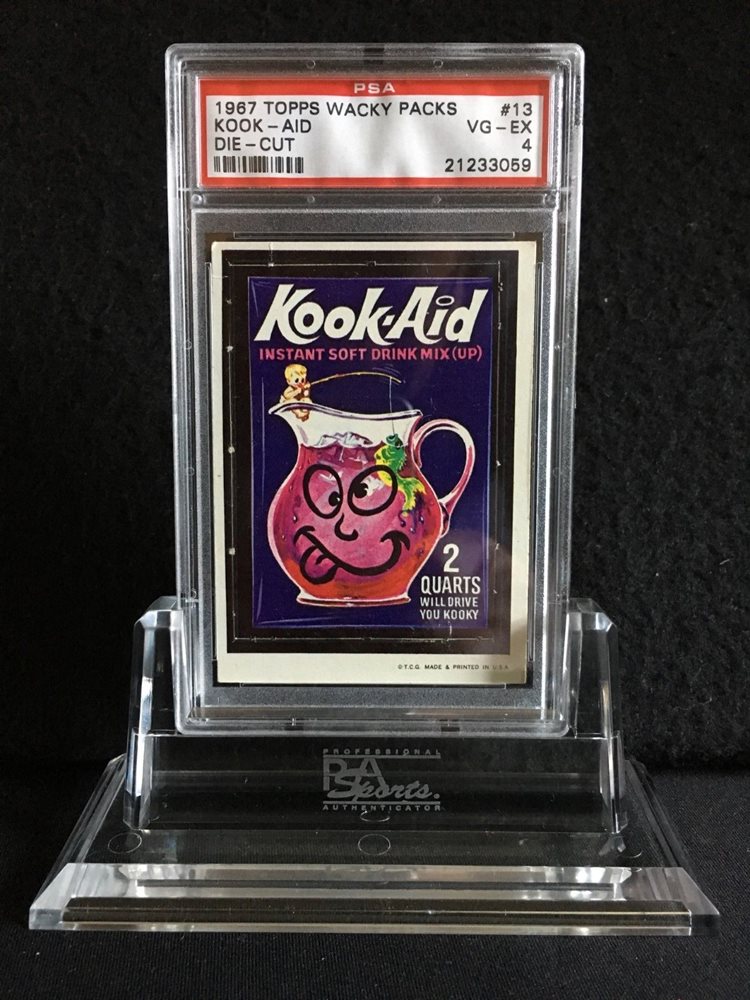 PSA
1967 TOPPS WACKY PACKS #13
KOOK-AID VG-EX
DIE-CUT 4
21233059
Kook-Aid
INSTANT SOFT DRINK MIX (UP)
2
QUARTS
WILL DRIVE
YOU KOOKY
©T.C.G. MADE & PRINTED IN U.S.A.
PROFESSIONAL
PSA
Sports.
AUTHENTICATOR